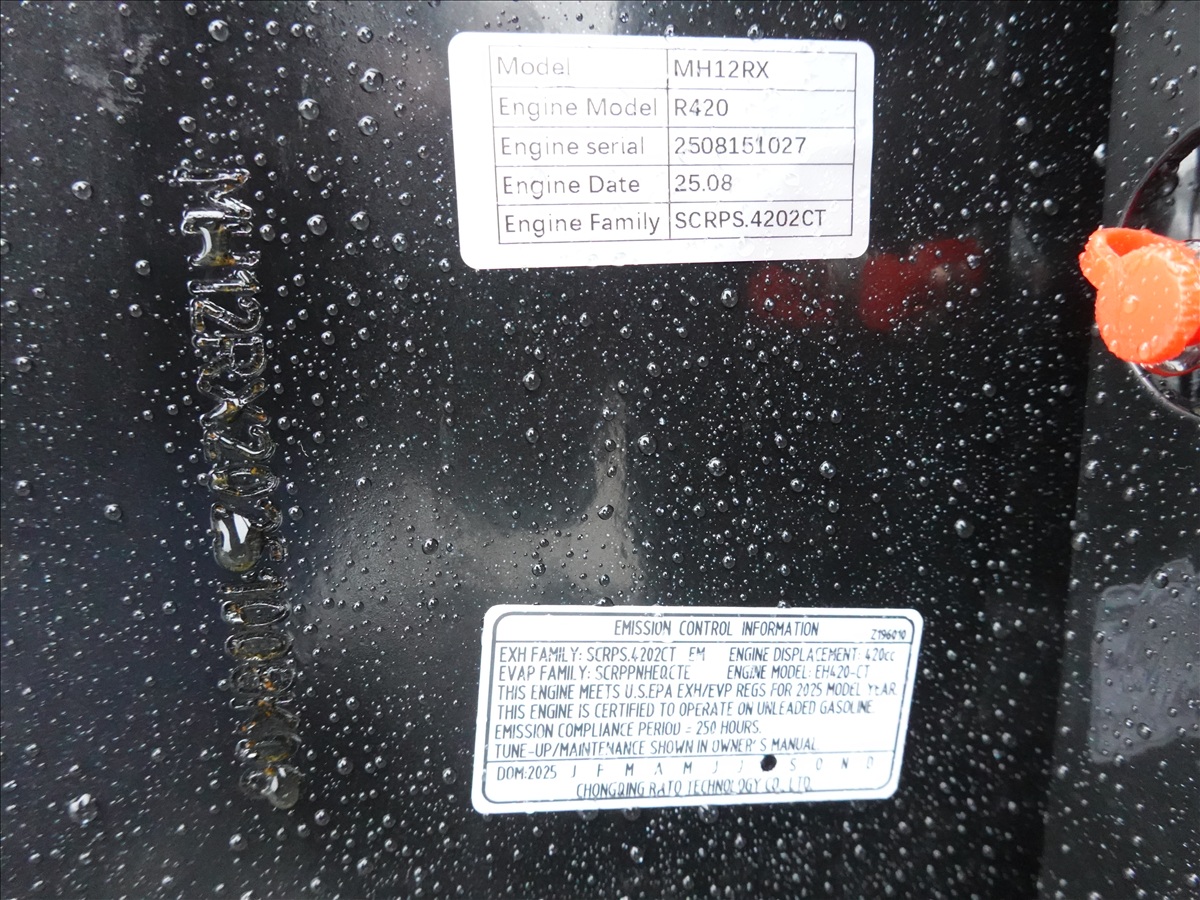 Model MH12RX
Engine Model R420
Engine serial 2508151027
Engine Date 25.08
Engine Family SCRPS.4202CT
MH12RX202
EMISSION CONTROL INFORMATION Z196010
EXH FAMILY: SCRPS.4202CT EM ENGINE DISPLACEMENT: 420cc
EVAP FAMILY: SCRPPNHEQCTE ENGINE MODEL: EH420-CT
THIS ENGINE MEETS U.S.EPA EXH/EVP REGS FOR 2025 MODEL YEAR
THIS ENGINE IS CERTIFIED TO OPERATE ON UNLEADED GASOLINE.
EMISSION COMPLIANCE PERIOD = 250 HOURS.
TUNE-UP/MAINTENANCE SHOWN IN OWNER'S MANUAL
DOM:2025 J F M A M J J S O N D
CHONGQING RATO TECHNOLOGY CO., LTD.